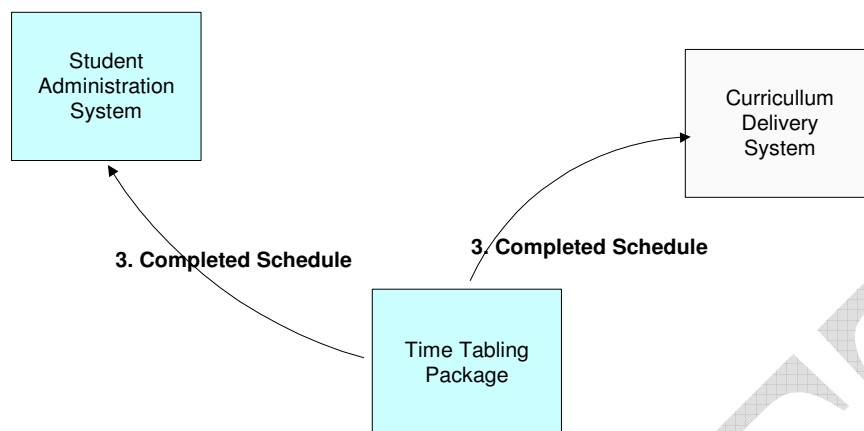 Student
Administration
System
Curricullum
Delivery
System
3. Completed Schedule
3. Completed Schedule
Time Tabling
Package